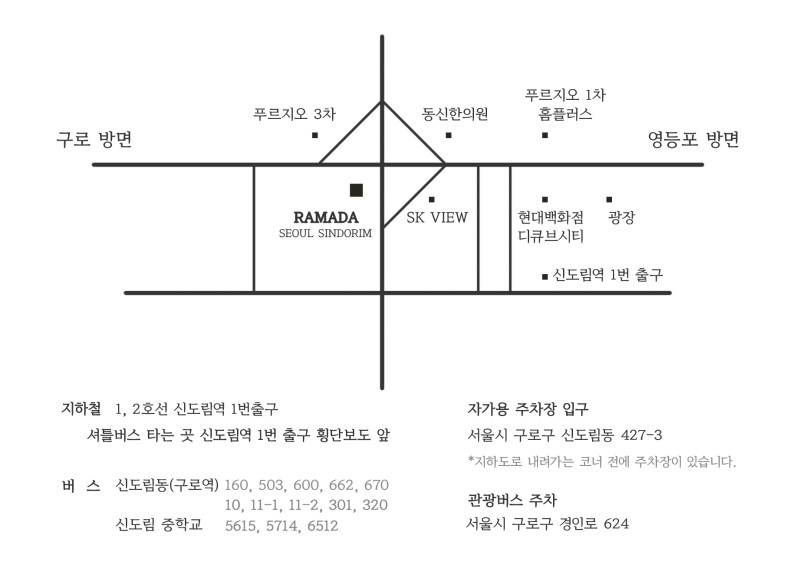 푸르지오 1차
홈플러스
푸르지오 3차
동신한의원
구로 방면
영등포 방면
RAMADA
SEOUL SINDORIM
SK VIEW
현대백화점
디큐브시티
광장
신도림역 1번 출구
지하철 1, 2호선 신도림역 1번출구
셔틀버스 타는 곳 신도림역 1번 출구 횡단보도 앞
버 스 신도림동(구로역) 160, 503, 600, 662, 670
10, 11-1, 11-2, 301, 320
신도림 중학교 5615, 5714, 6512
자가용 주차장 입구
서울시 구로구 신도림동 427-3
*지하도로 내려가는 코너 전에 주차장이 있습니다.
관광버스 주차
서울시 구로구 경인로 624